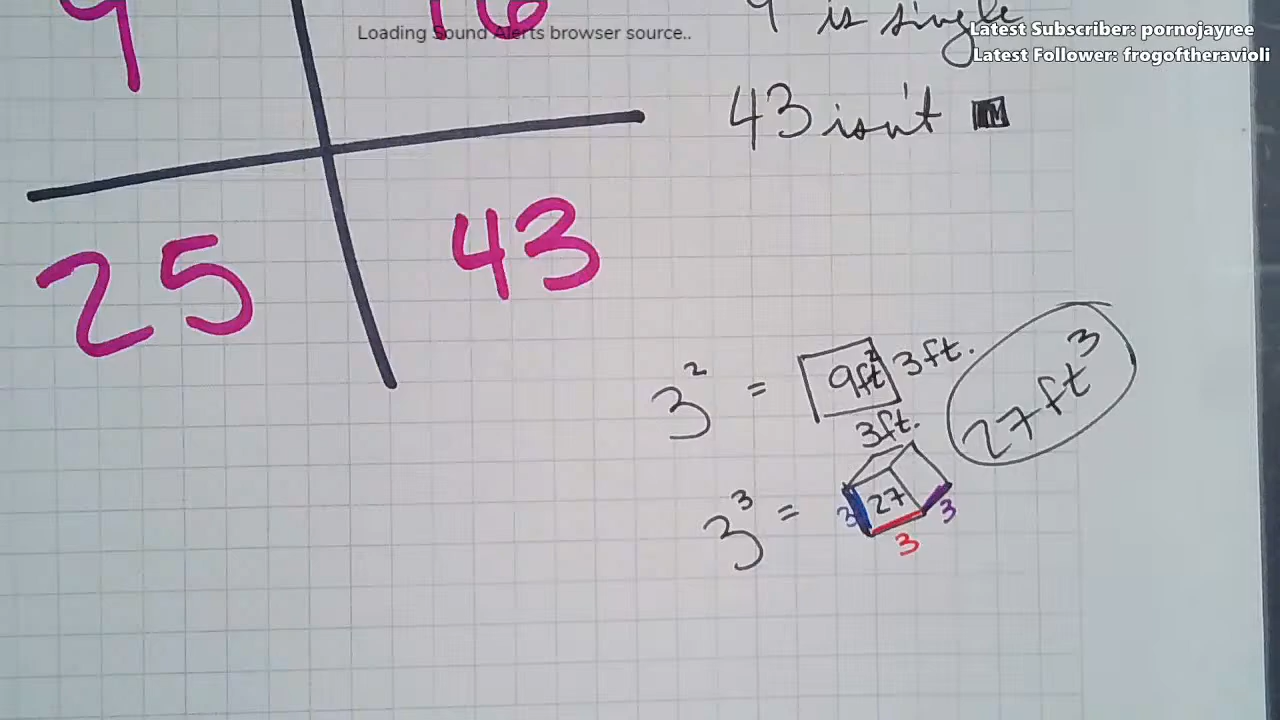 9 16
Loading Sound Alerts browser source..
9 is single
Latest Subscriber: pornojayree
Latest Follower: frogoftheravioli
43 isn't M
25 43
3² = 9ft² 3ft.
3ft.
27ft³
3³ = 27
3 3 3